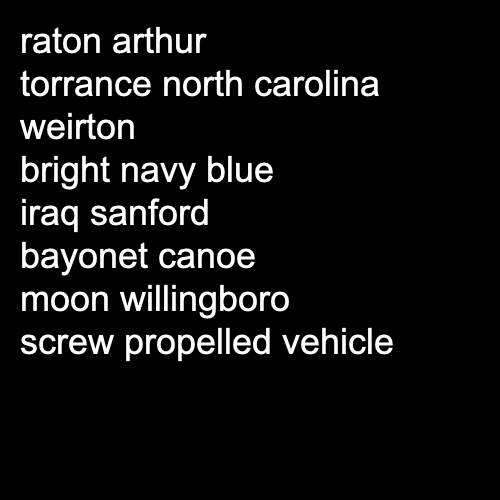 raton arthur
torrance north carolina
weirton
bright navy blue
iraq sanford
bayonet canoe
moon willingboro
screw propelled vehicle